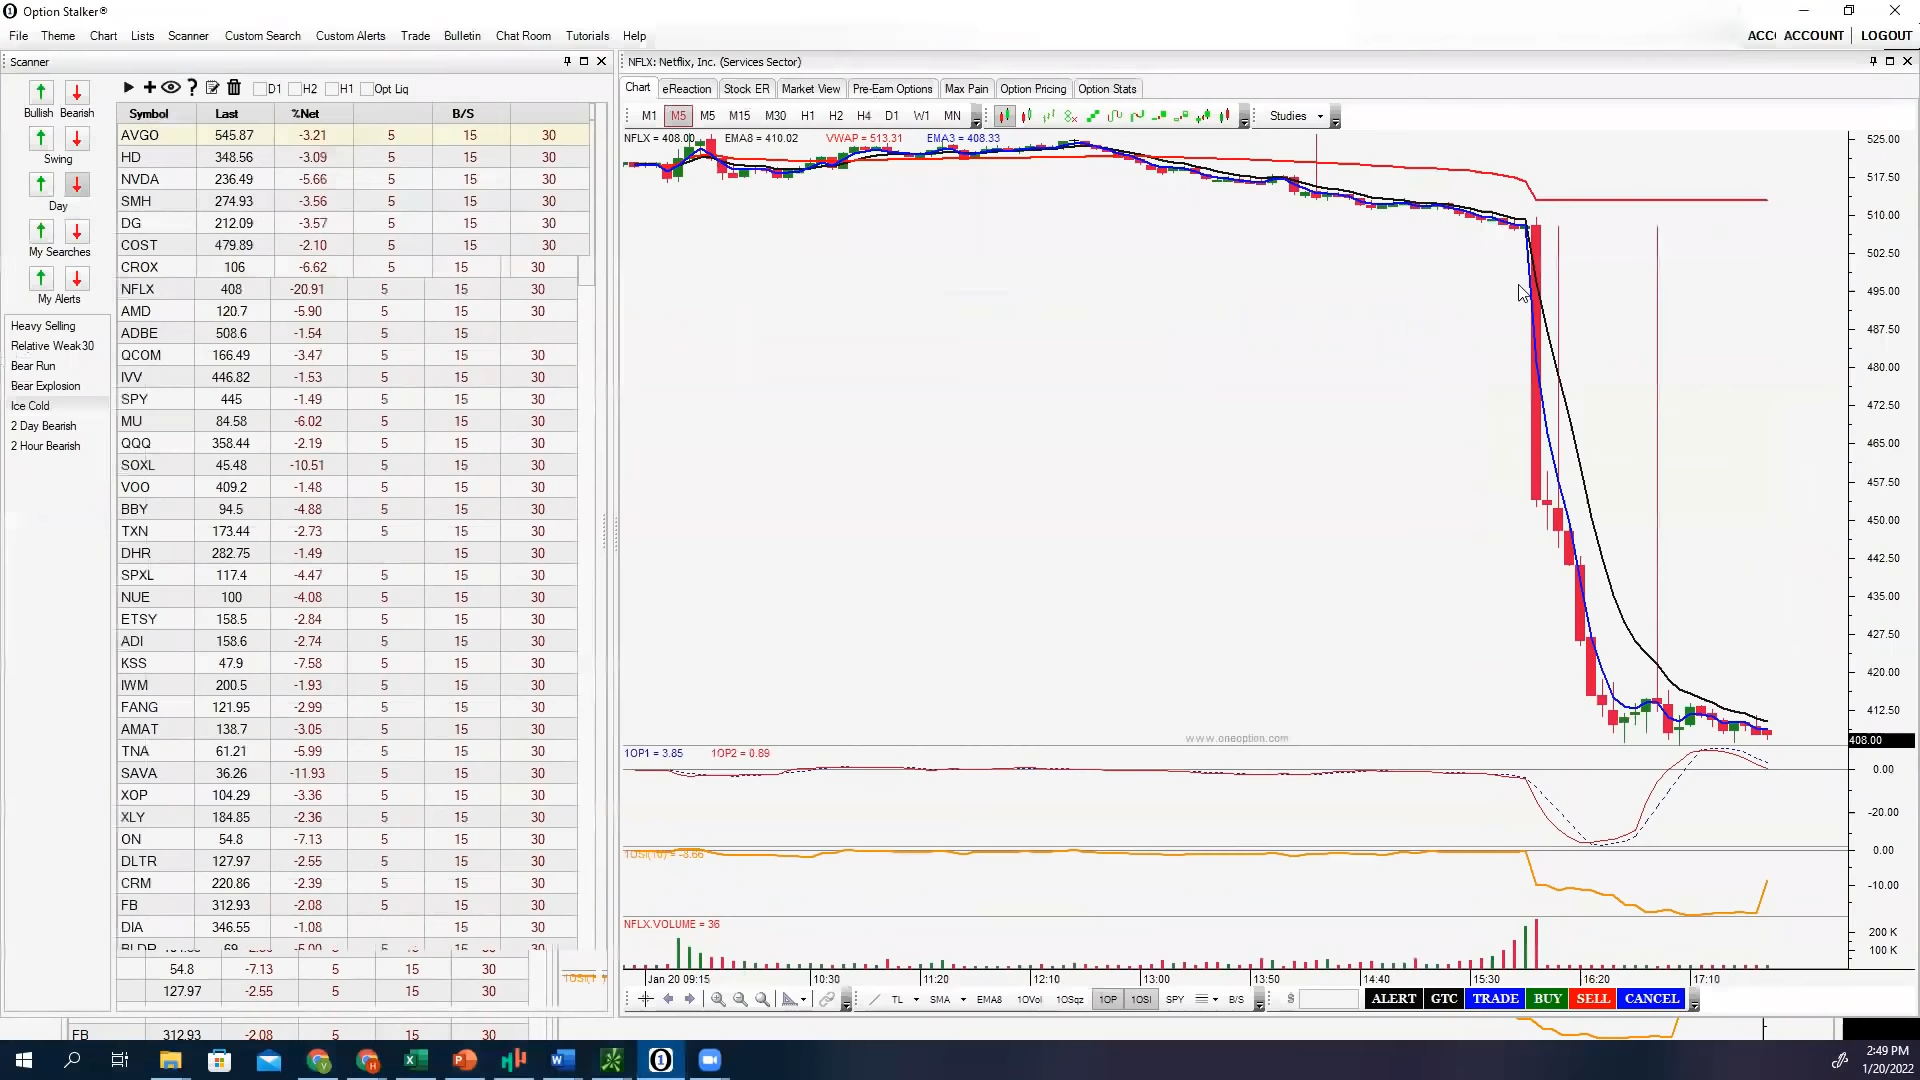 Option Stalker®
File Theme Chart Lists Scanner Custom Search Custom Alerts Trade Bulletin Chat Room Tutorials Help
ACC ACCOUNT LOGOUT
Scanner
Bullish Bearish
Swing
Day
My Searches
My Alerts
Heavy Selling
Relative Weak30
Bear Run
Bear Explosion
Ice Cold
2 Day Bearish
2 Hour Bearish
D1 H2 H1 Opt Liq
Symbol Last %Net B/S
AVGO 545.87 -3.21 5 15 30
HD 348.56 -3.09 5 15 30
NVDA 236.49 -5.66 5 15 30
SMH 274.93 -3.56 5 15 30
DG 212.09 -3.57 5 15 30
COST 479.89 -2.10 5 15 30
CROX 106 -6.62 5 15 30
NFLX 408 -20.91 5 15 30
AMD 120.7 -5.90 5 15 30
ADBE 508.6 -1.54 5 15
QCOM 166.49 -3.47 5 15 30
IVV 446.82 -1.53 5 15 30
SPY 445 -1.49 5 15 30
MU 84.58 -6.02 5 15 30
QQQ 358.44 -2.19 5 15 30
SOXL 45.48 -10.51 5 15 30
VOO 409.2 -1.48 5 15 30
BBY 94.5 -4.88 5 15 30
TXN 173.44 -2.73 5 15 30
DHR 282.75 -1.49 15 30
SPXL 117.4 -4.47 5 15 30
NUE 100 -4.08 5 15 30
ETSY 158.5 -2.84 5 15 30
ADI 158.6 -2.74 5 15 30
KSS 47.9 -7.58 5 15 30
IWM 200.5 -1.93 5 15 30
FANG 121.95 -2.99 5 15 30
AMAT 138.7 -3.05 5 15 30
TNA 61.21 -5.99 5 15 30
SAVA 36.26 -11.93 5 15 30
XOP 104.29 -3.36 5 15 30
XLY 184.85 -2.36 5 15 30
ON 54.8 -7.13 5 15 30
DLTR 127.97 -2.55 5 15 30
CRM 220.86 -2.39 5 15 30
FB 312.93 -2.08 5 15 30
DIA 346.55 -1.08 15 30
54.8 -7.13 5 15 30
127.97 -2.55 5 15 30
FB 312.93 -2.08 5 15 30
NFLX: Netflix, Inc. (Services Sector)
Chart eReaction Stock ER Market View Pre-Earn Options Max Pain Option Pricing Option Stats
M1 M5 M5 M15 M30 H1 H2 H4 D1 W1 MN Studies
NFLX = 408.00 EMA8 = 410.02 VWAP = 513.31 EMA3 = 408.33
525.00
517.50
510.00
502.50
495.00
487.50
480.00
472.50
465.00
457.50
450.00
442.50
435.00
427.50
420.00
412.50
408.00
www.oneoption.com
1OP1 = 3.85 1OP2 = 0.89
0.00
-20.00
1OSI(10) = -8.66
0.00
-10.00
NFLX.VOLUME = 36
200 K
100 K
Jan 20 09:15 10:30 11:20 12:10 13:00 13:50 14:40 15:30 16:20 17:10
TL SMA EMA8 1OVol 1OSqz 1OP 1OSI SPY B/S $ ALERT GTC TRADE BUY SELL CANCEL
2:49 PM
1/20/2022